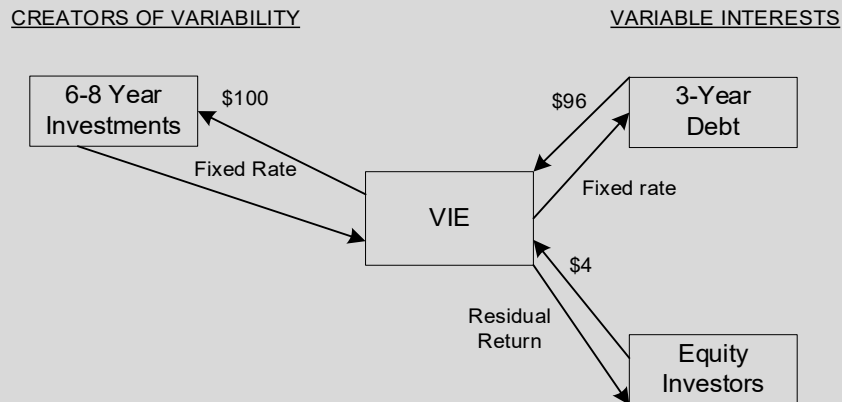 CREATORS OF VARIABILITY
VARIABLE INTERESTS
6-8 Year
Investments
$100
$96
3-Year
Debt
Fixed Rate
Fixed rate
VIE
$4
Residual
Return
Equity
Investors